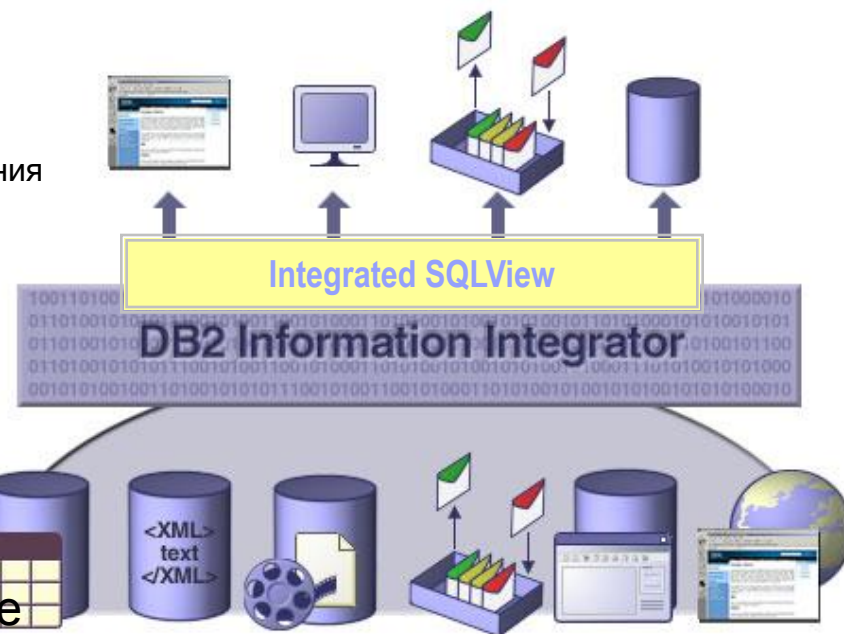 ния
Integrated SQLView
DB2 Information Integrator
<XML>
text
</XML>
е